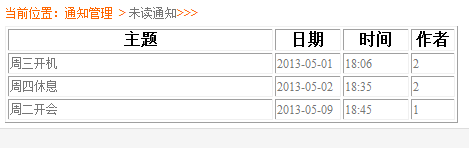 当前位置：通知管理 > 未读通知>>>
主题 日期 时间 作者
周三开机 2013-05-01 18:06 2
周四休息 2013-05-02 18:35 2
周二开会 2013-05-09 18:45 1